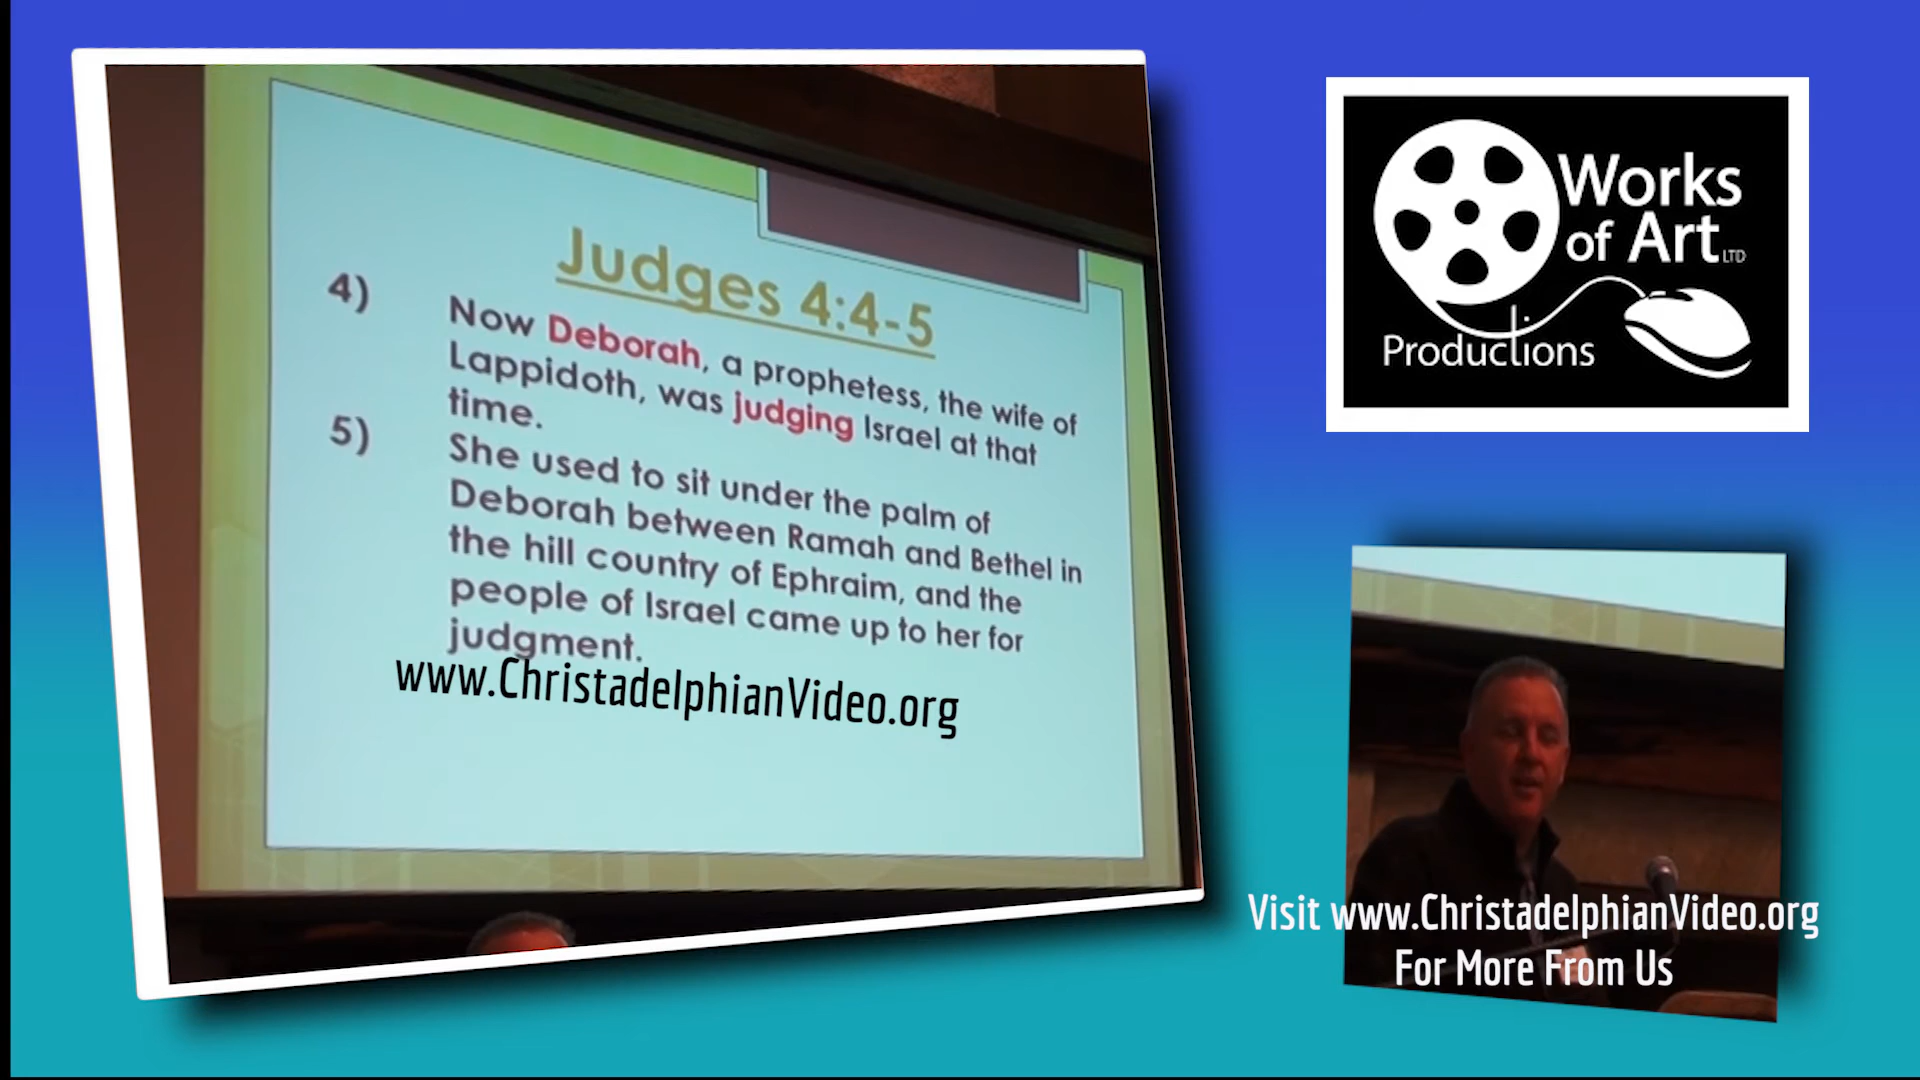 Judges 4:4-5
4) Now Deborah, a prophetess, the wife of
Lappidoth, was judging Israel at that
time.
5) She used to sit under the palm of
Deborah between Ramah and Bethel in
the hill country of Ephraim, and the
people of Israel came up to her for
judgment.
www.ChristadelphianVideo.org
Works
of Art LTD
Productions
Visit www.ChristadelphianVideo.org
For More From Us